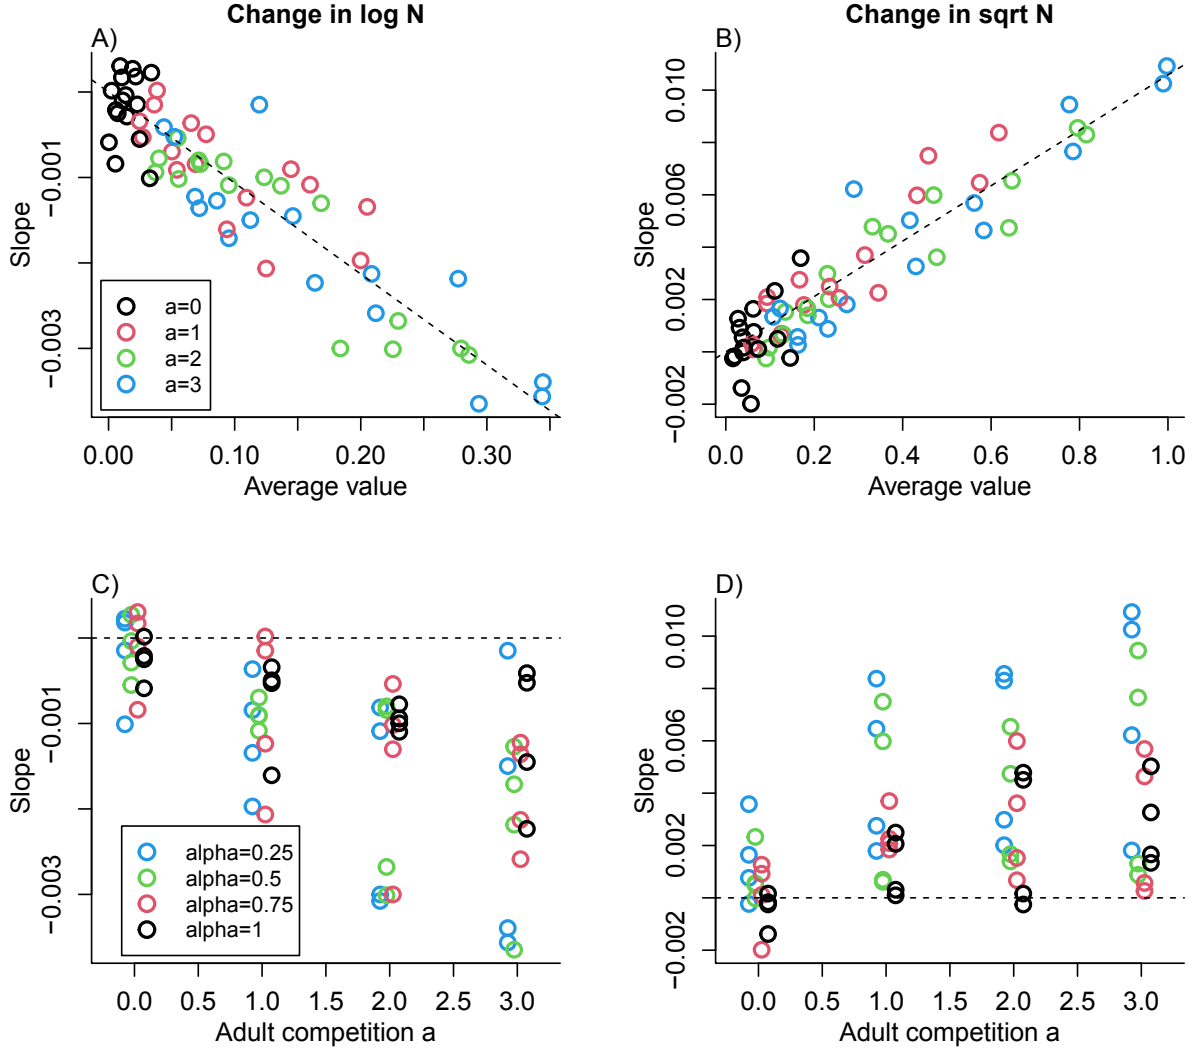 Change in log N
Change in sqrt N
A)
B)
Slope
−0.003
−0.001
a=0
a=1
a=2
a=3
0.00
0.10
0.20
0.30
Average value
Slope
−0.002
0.002
0.006
0.010
0.0
0.2
0.4
0.6
0.8
1.0
Average value
C)
D)
Slope
−0.003
−0.001
alpha=0.25
alpha=0.5
alpha=0.75
alpha=1
0.0
0.5
1.0
1.5
2.0
2.5
3.0
Adult competition a
Slope
−0.002
0.002
0.006
0.010
0.0
0.5
1.0
1.5
2.0
2.5
3.0
Adult competition a